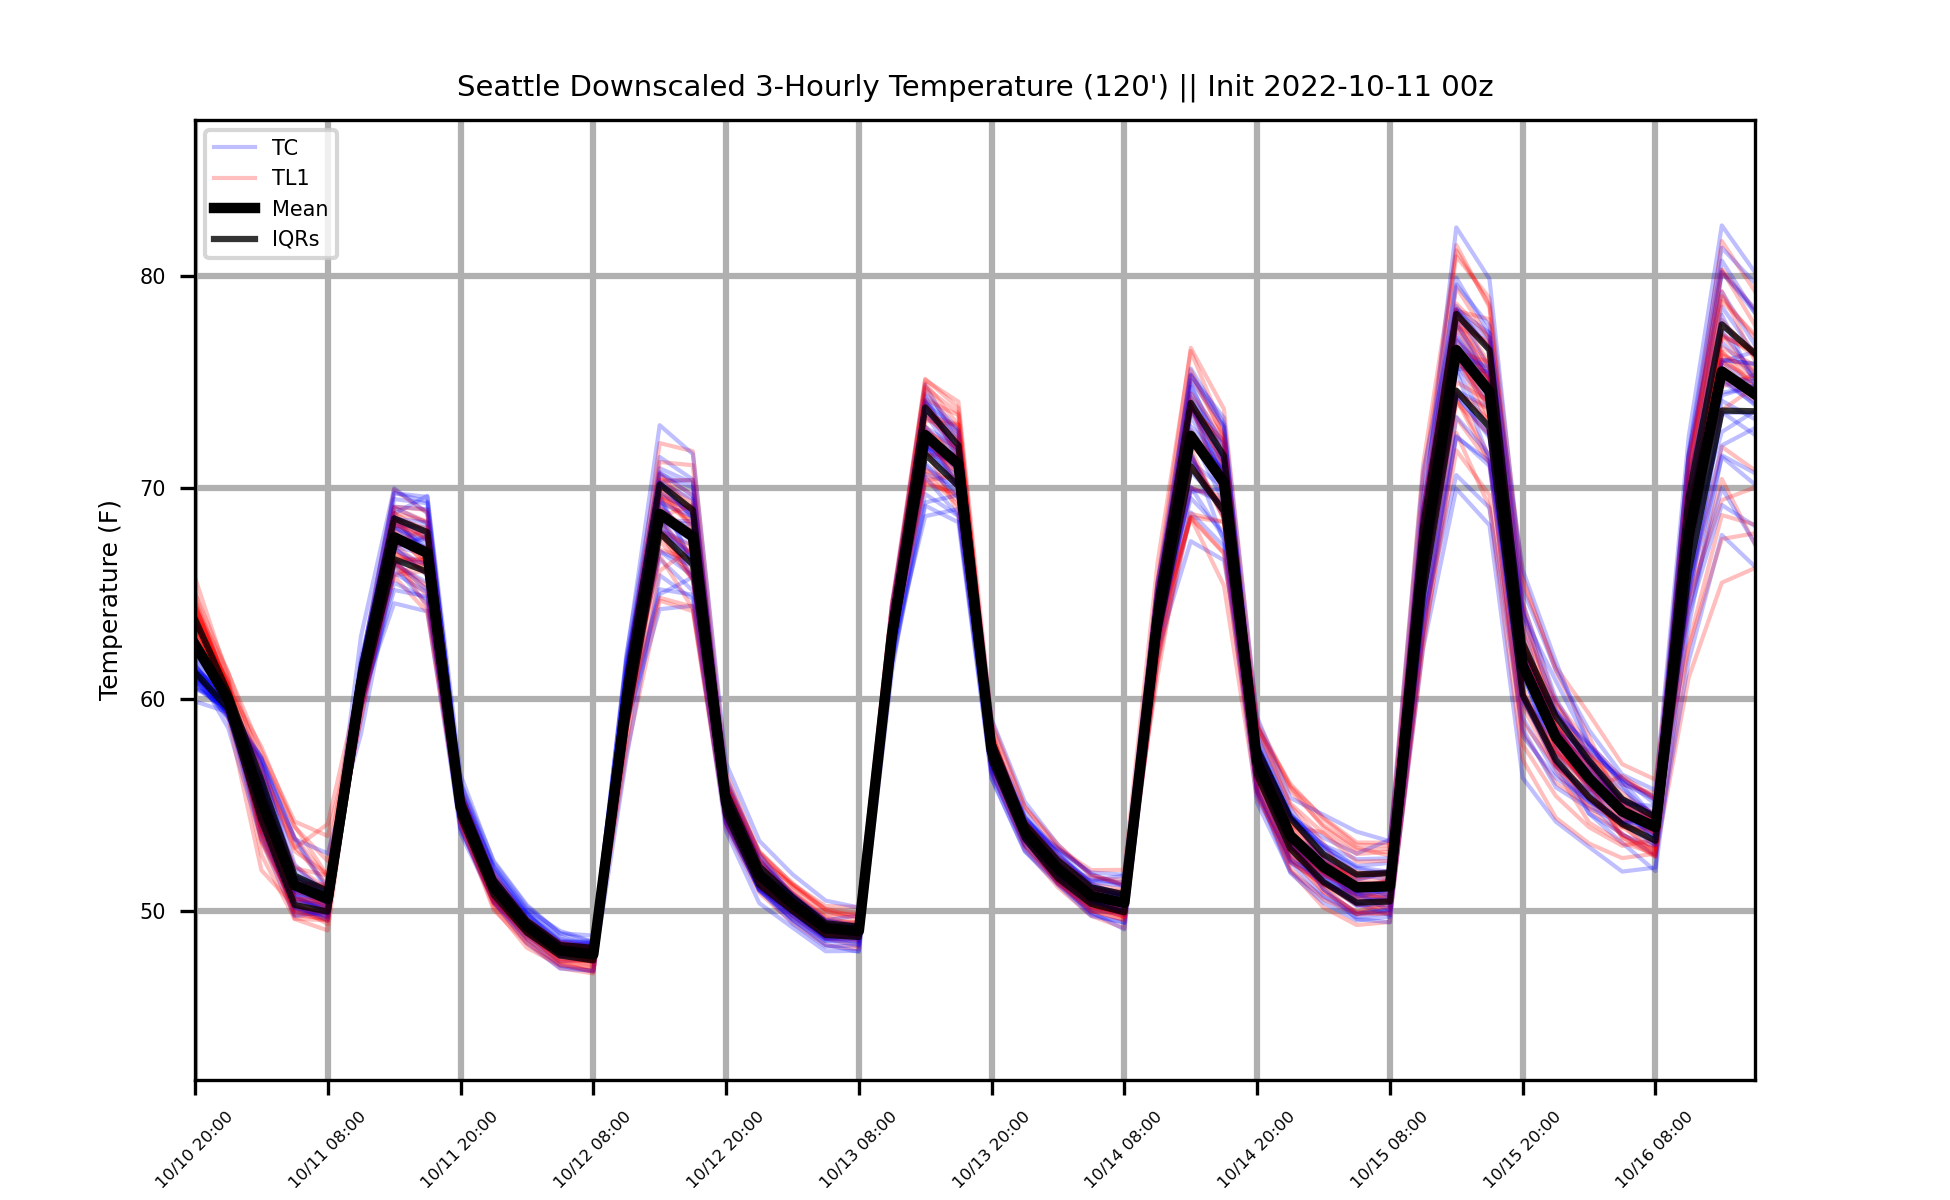 Seattle Downscaled 3-Hourly Temperature (120') || Init 2022-10-11 00z
TC
TL1
Mean
IQRs
Temperature (F)
80
70
60
50
10/10 20:00
10/11 08:00
10/11 20:00
10/12 08:00
10/12 20:00
10/13 08:00
10/13 20:00
10/14 08:00
10/14 20:00
10/15 08:00
10/15 20:00
10/16 08:00